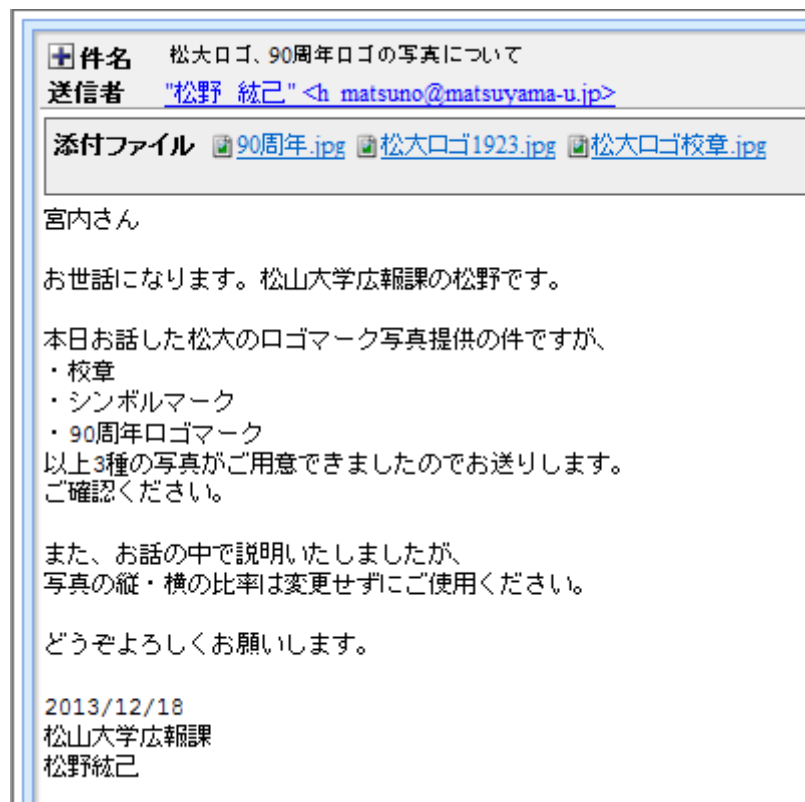 件名 松大ロゴ、90周年ロゴの写真について
送信者 "松野 紘己" <h_matsuno@matsuyama-u.jp>
添付ファイル 90周年.jpg 松大ロゴ1923.jpg 松大ロゴ校章.jpg
宮内さん
お世話になります。松山大学広報課の松野です。
本日お話した松大のロゴマーク写真提供の件ですが、
・校章
・シンボルマーク
・90周年ロゴマーク
以上3種の写真がご用意できましたのでお送りします。
ご確認ください。
また、お話の中で説明いたしましたが、
写真の縦・横の比率は変更せずにご使用ください。
どうぞよろしくお願いします。
2013/12/18
松山大学広報課
松野紘己